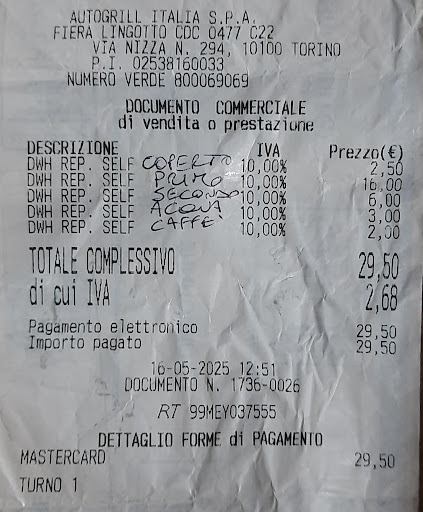 AUTOGRILL ITALIA S.P.A.
FIERA LINGOTTO CDC 0477 C22
VIA NIZZA N. 294, 10100 TORINO
P.I. 02538160033
NUMERO VERDE 800069069
DOCUMENTO COMMERCIALE
di vendita o prestazione
DESCRIZIONE IVA Prezzo(€)
DWH REP. SELF COPERTO 10,00% 2,50
DWH REP. SELF PRIMO 10,00% 16,00
DWH REP. SELF SECONDO 10,00% 6,00
DWH REP. SELF ACQUA 10,00% 3,00
DWH REP. SELF CAFFE' 10,00% 2,00
TOTALE COMPLESSIVO 29,50
di cui IVA 2,68
Pagamento elettronico 29,50
Importo pagato 29,50
16-05-2025 12:51
DOCUMENTO N. 1736-0026
RT 99MEY037555
DETTAGLIO FORME di PAGAMENTO
MASTERCARD 29,50
TURNO 1